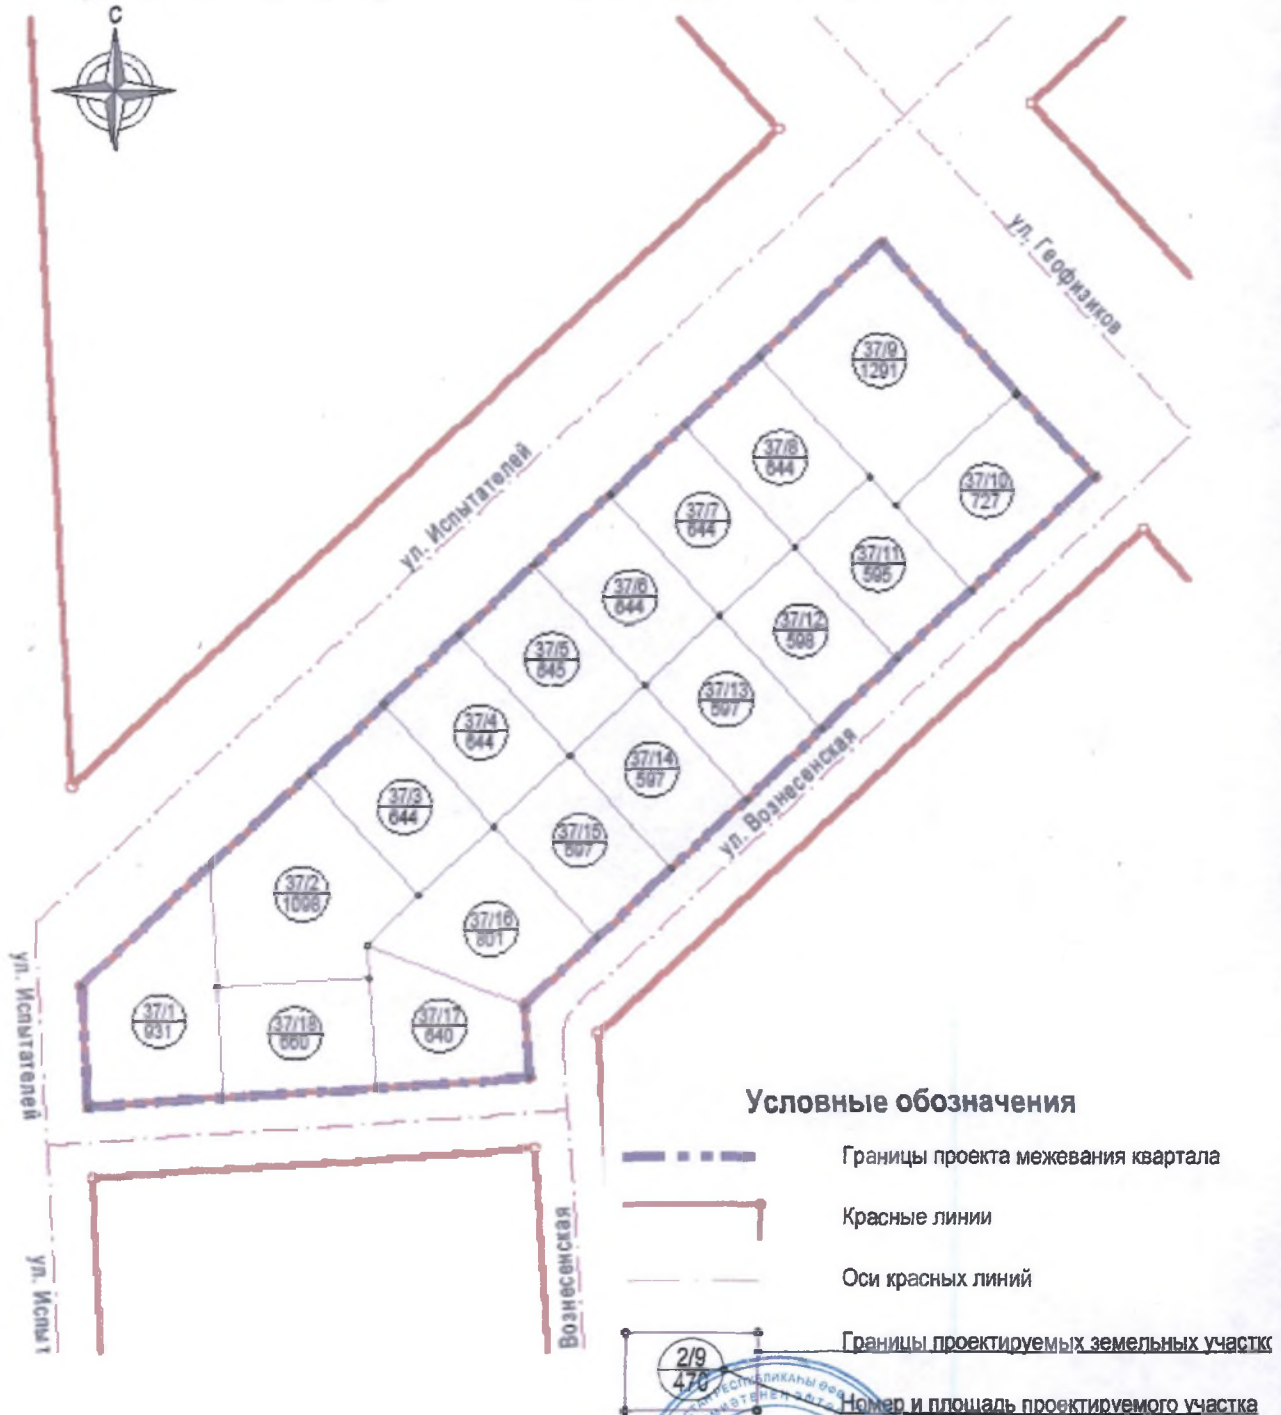 С
ул. Геофизиков
37/9
1291
37/8
644
37/10
727
ул. Испытателей
37/7
644
37/11
595
37/6
644
37/12
598
37/5
645
37/13
597
37/4
644
37/14
597
ул. Вознесенская
37/3
644
37/15
597
37/2
1098
37/16
801
ул. Испытателей
37/1
931
37/18
660
37/17
640
Условные обозначения
Границы проекта межевания квартала
Красные линии
Вознесенская
ул. Испыт
Оси красных линий
Границы проектируемых земельных участко
2/9
470
Номер и площадь проектируемого участка